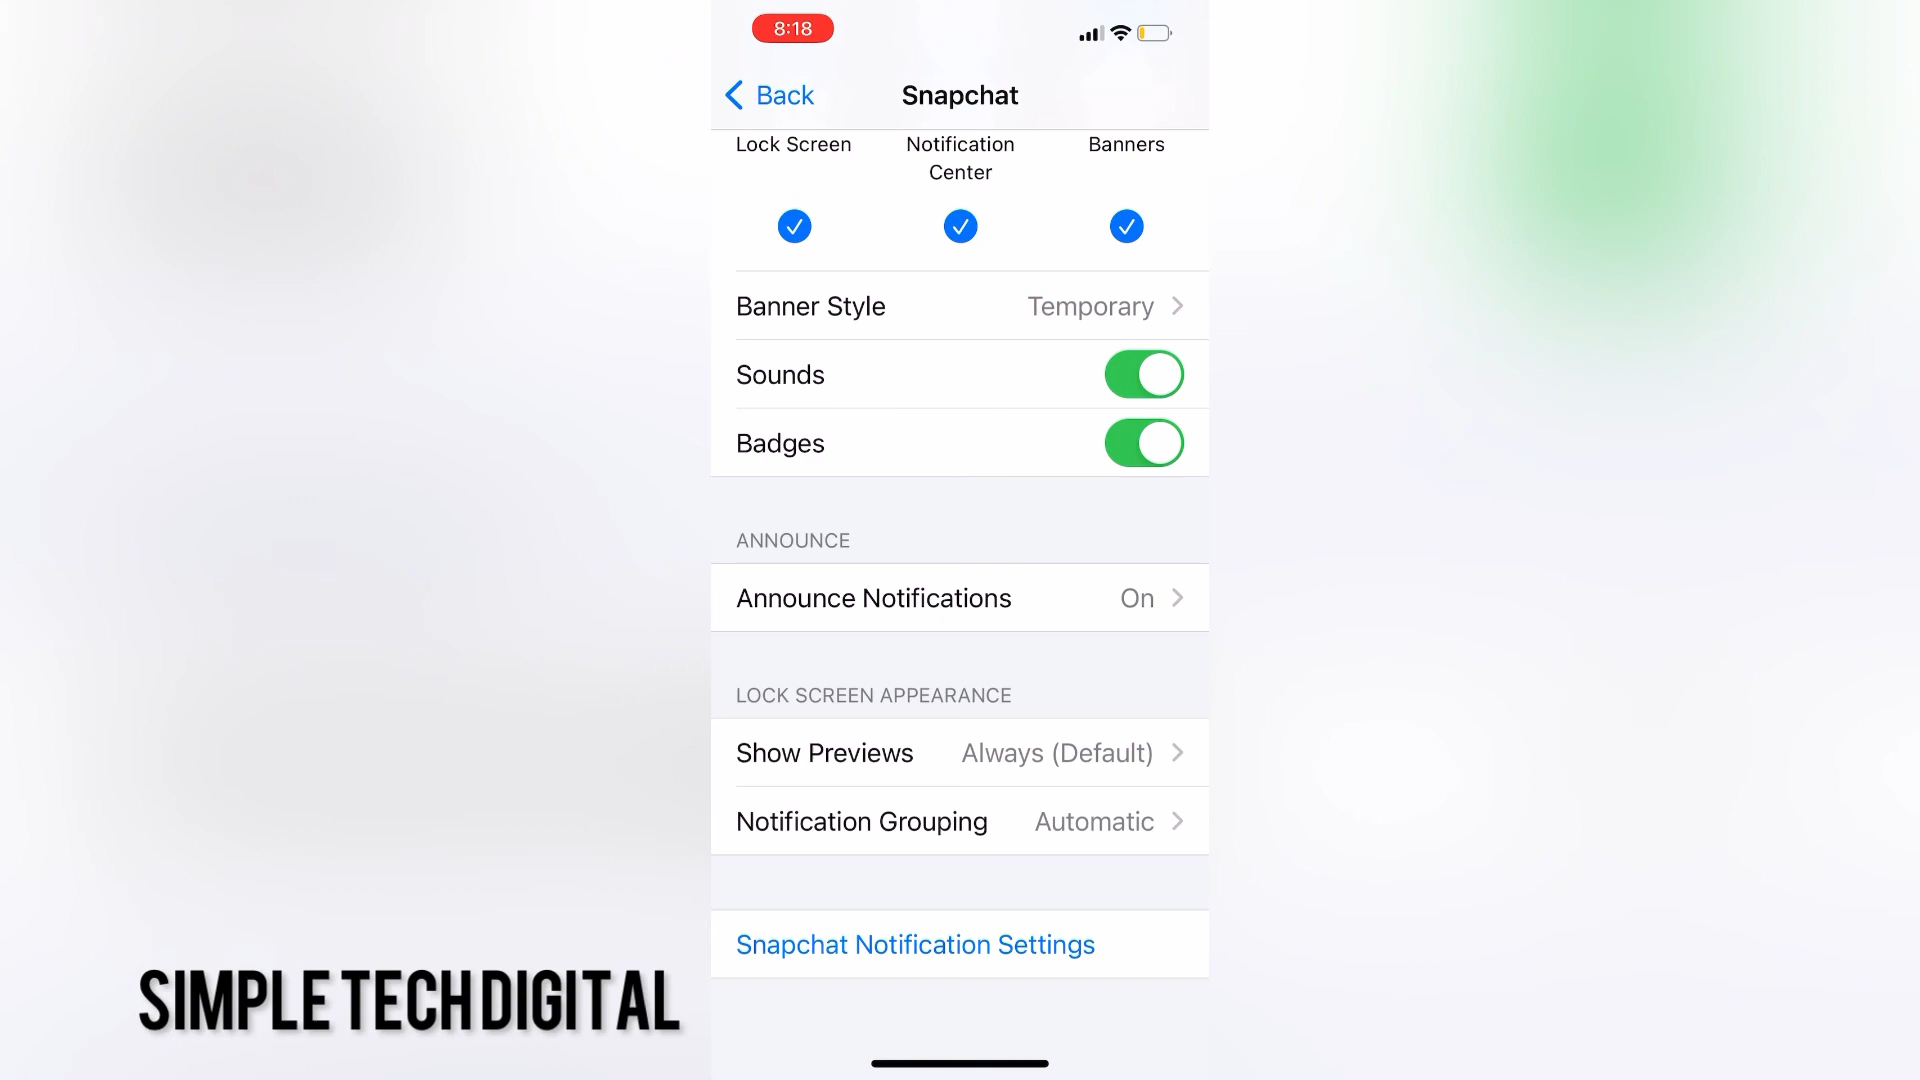 8:18
Back
Snapchat
Lock Screen
Notification
Center
Banners
Banner Style
Temporary
Sounds
Badges
ANNOUNCE
Announce Notifications
On
LOCK SCREEN APPEARANCE
Show Previews
Always (Default)
Notification Grouping
Automatic
Snapchat Notification Settings
SIMPLE TECH DIGITAL